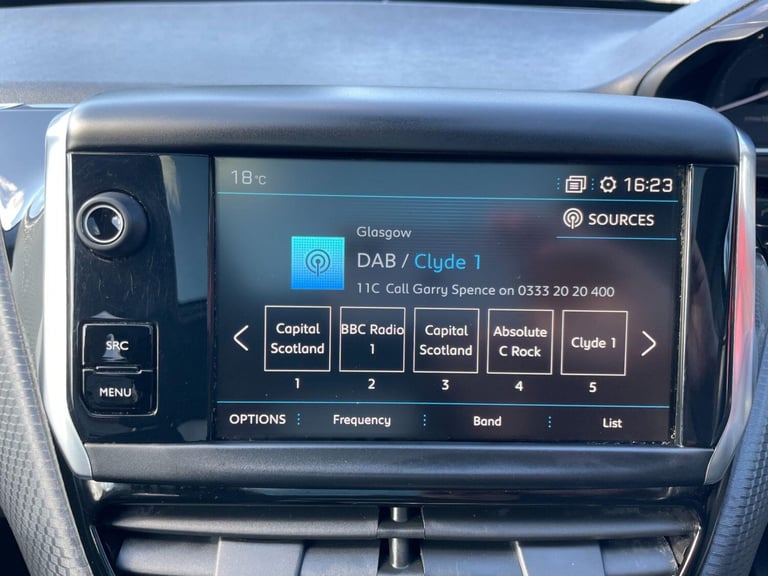 18°C
16:23
SOURCES
Glasgow
DAB / Clyde 1
11C Call Garry Spence on 0333 20 20 400
Capital Scotland
BBC Radio 1
Capital Scotland
Absolute C Rock
Clyde 1
1 2 3 4 5
SRC
MENU
OPTIONS Frequency Band List